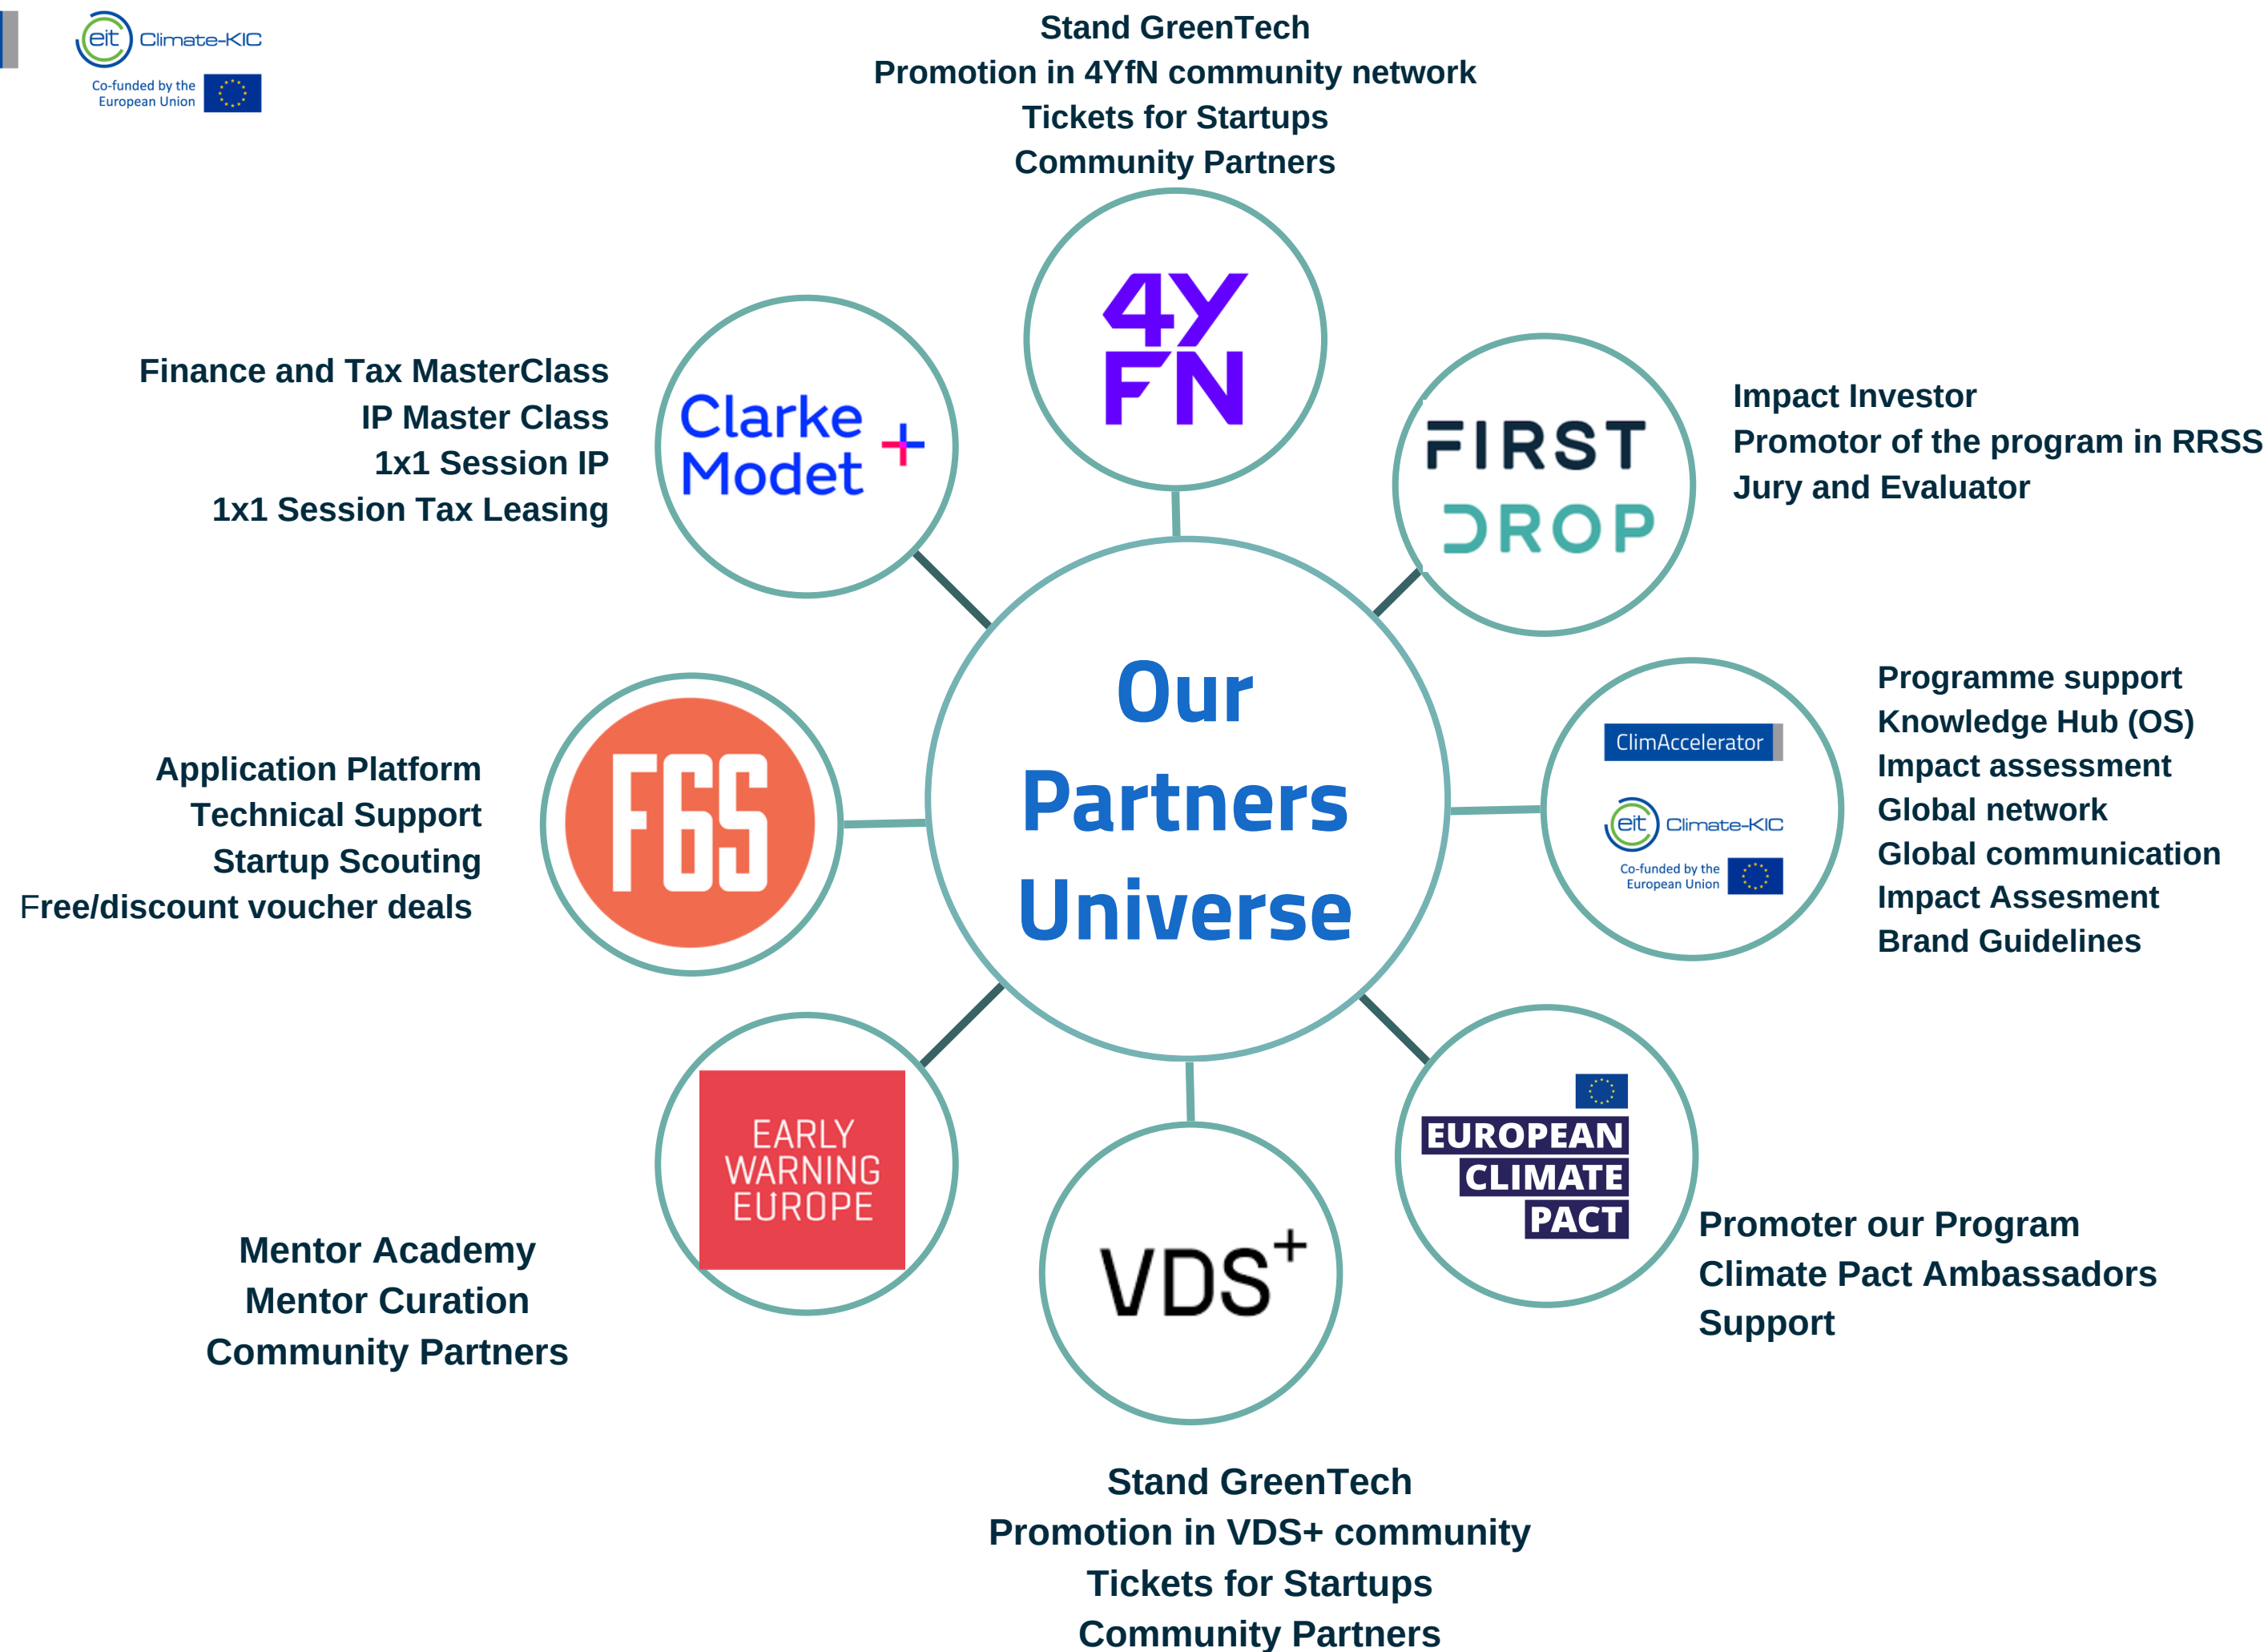 eit Climate-KIC
Co-funded by the
European Union
Stand GreenTech
Promotion in 4YfN community network
Tickets for Startups
Community Partners
4Y
FN
Finance and Tax MasterClass
IP Master Class
1x1 Session IP
1x1 Session Tax Leasing
Clarke
Modet +
FIRST
DROP
Impact Investor
Promotor of the program in RRSS
Jury and Evaluator
Our
Partners
Universe
Application Platform
Technical Support
Startup Scouting
Free/discount voucher deals
F6S
ClimAccelerator
eit Climate-KIC
Co-funded by the
European Union
Programme support
Knowledge Hub (OS)
Impact assessment
Global network
Global communication
Impact Assesment
Brand Guidelines
EARLY
WARNING
EUROPE
Mentor Academy
Mentor Curation
Community Partners
VDS+
EUROPEAN
CLIMATE
PACT
Promoter our Program
Climate Pact Ambassadors
Support
Stand GreenTech
Promotion in VDS+ community
Tickets for Startups
Community Partners